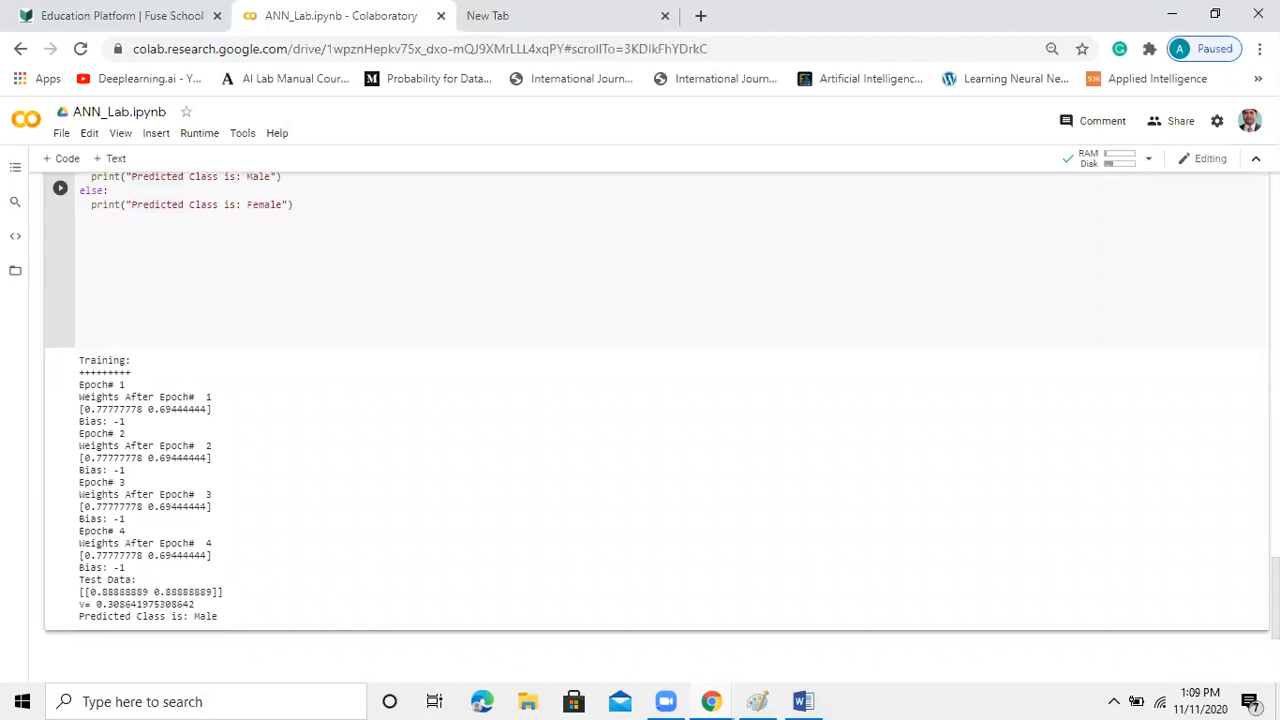 Education Platform | Fuse School
ANN_Lab.ipynb - Colaboratory
New Tab
colab.research.google.com/drive/1wpznHepkv75x_dxo-mQJ9XMrLLL4xqPY#scrollTo=3KDlkFhYDrkC
A Paused
Apps
Deeplearning.ai - Y...
AI Lab Manual Cour...
Probability for Data...
International Journ...
International Journ...
Artificial Intelligenc...
Learning Neural Ne...
Applied Intelligence
ANN_Lab.ipynb
Comment
Share
File Edit View Insert Runtime Tools Help
+ Code + Text
RAM
Disk
Editing
print("Predicted Class is: Male")
else:
print("Predicted Class is: Female")
Training:
+++++++++
Epoch# 1
Weights After Epoch#  1
[0.77777778 0.69444444]
Bias: -1
Epoch# 2
Weights After Epoch#  2
[0.77777778 0.69444444]
Bias: -1
Epoch# 3
Weights After Epoch#  3
[0.77777778 0.69444444]
Bias: -1
Epoch# 4
Weights After Epoch#  4
[0.77777778 0.69444444]
Bias: -1
Test Data:
[[0.88888889 0.88888889]]
v= 0.308641975308642
Predicted Class is: Male
Type here to search
1:09 PM
11/11/2020
7